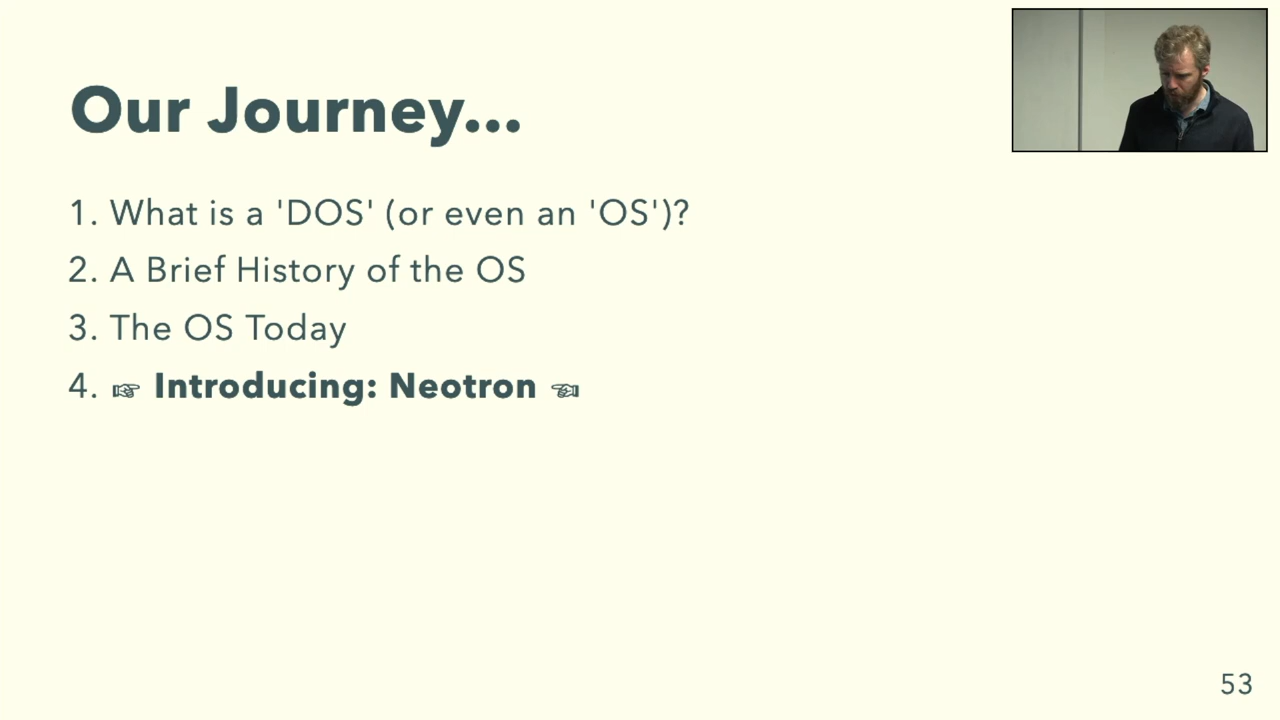 Our Journey...
1. What is a 'DOS' (or even an 'OS')?
2. A Brief History of the OS
3. The OS Today
4. ☞ Introducing: Neotron ☜
53